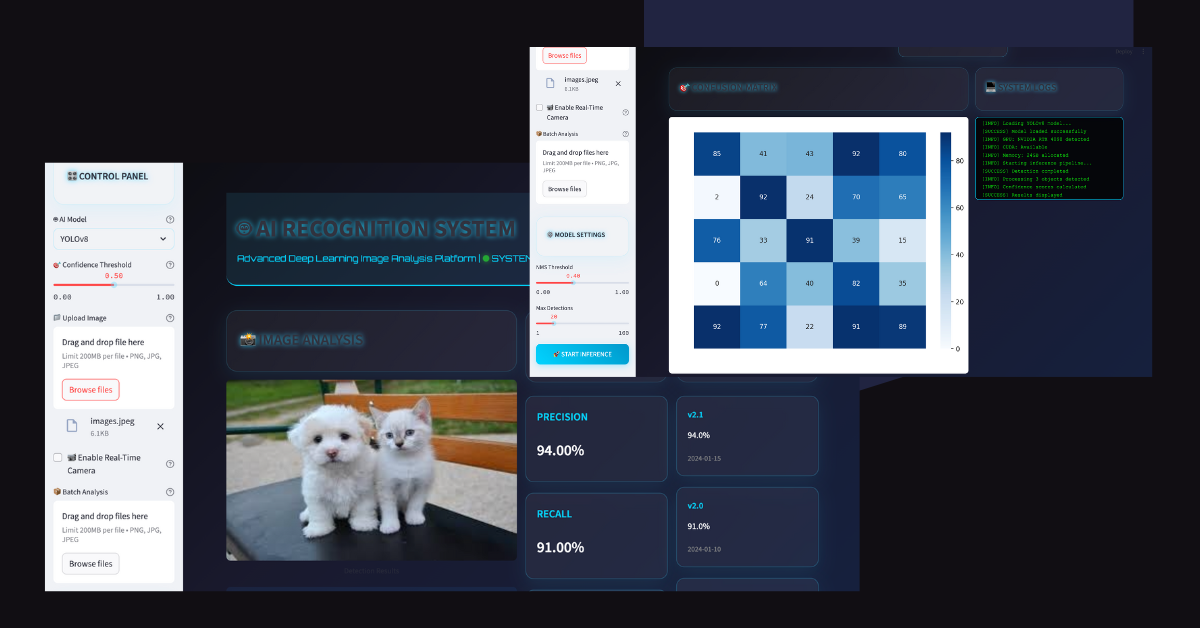 CONTROL PANEL
AI Model
YOLOv8
Confidence Threshold
0.50
0.00 1.00
Upload Image
Drag and drop file here
Limit 200MB per file • PNG, JPG,
JPEG
Browse files
images.jpeg
6.1KB
Enable Real-Time
Camera
Batch Analysis
Drag and drop files here
Limit 200MB per file • PNG, JPG,
JPEG
Browse files
AI RECOGNITION SYSTEM
Advanced Deep Learning Image Analysis Platform | SYSTEM
IMAGE ANALYSIS
PRECISION
94.00%
RECALL
91.00%
v2.1
94.0%
2024-01-15
v2.0
91.0%
2024-01-10
Browse files
images.jpeg
6.1KB
Enable Real-Time
Camera
Batch Analysis
Drag and drop files here
Limit 200MB per file • PNG, JPG,
JPEG
Browse files
MODEL SETTINGS
NMS Threshold
0.40
0.00 1.00
Max Detections
20
1 100
START INFERENCE
CONFUSION MATRIX
85 41 43 92 80
2 92 24 70 65
76 33 91 39 15
0 64 40 82 35
92 77 22 91 89
80
60
40
20
0
SYSTEM LOGS
[INFO] Loading YOLOv8 model...
[SUCCESS] Model loaded successfully
[INFO] GPU: NVIDIA RTX 4090 detected
[INFO] CUDA: Available
[INFO] Memory: 24GB allocated
[INFO] Starting inference pipeline...
[SUCCESS] Detection completed
[INFO] Processing 3 objects detected
[INFO] Confidence scores calculated
[SUCCESS] Results displayed